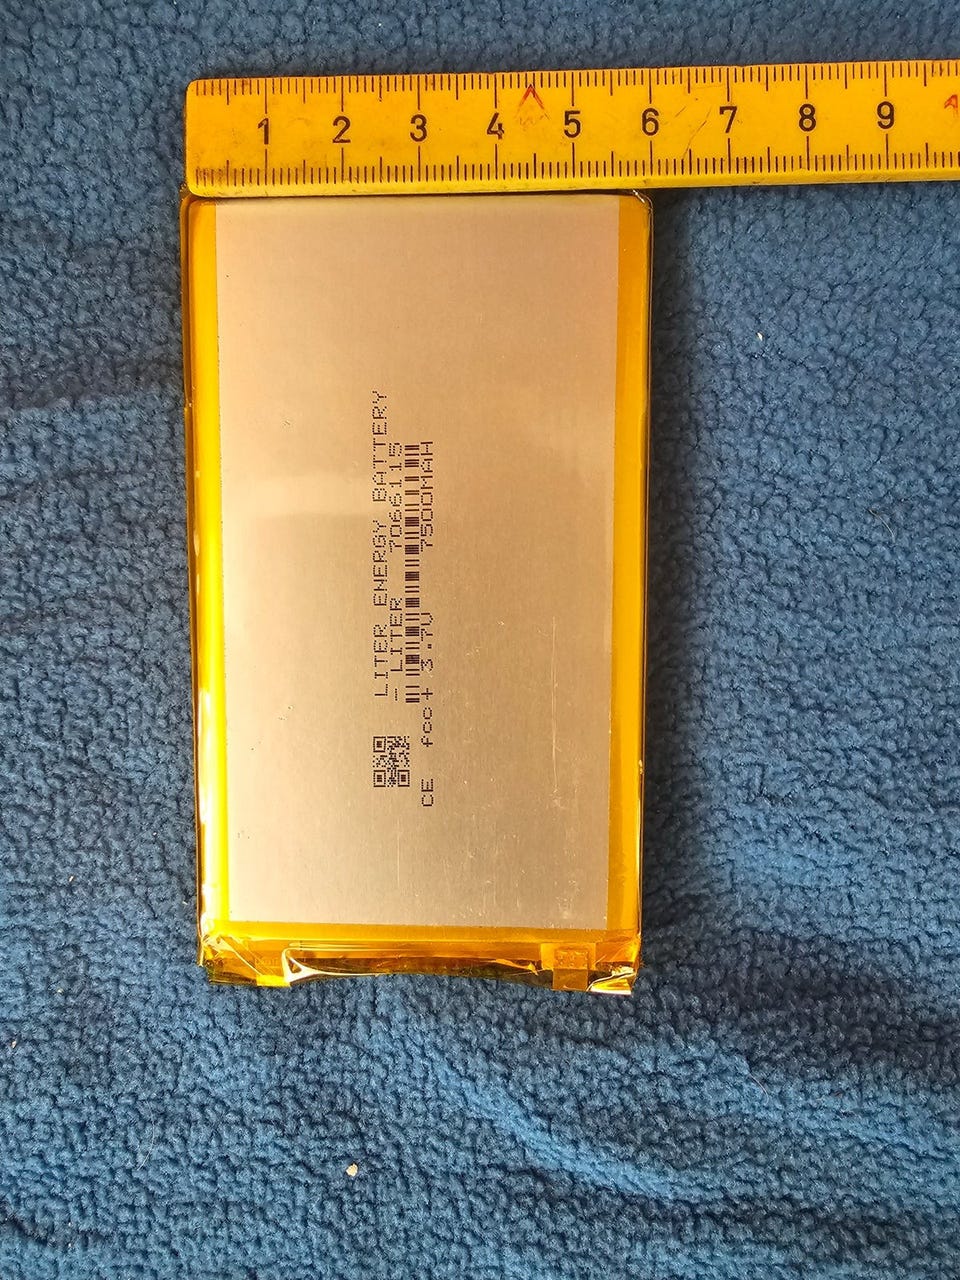 1 2 3 4 5 6 7 8 9
LITER ENERGY BATTERY
– LITER 7066115
CE fcc + 3.7V 7500MAH